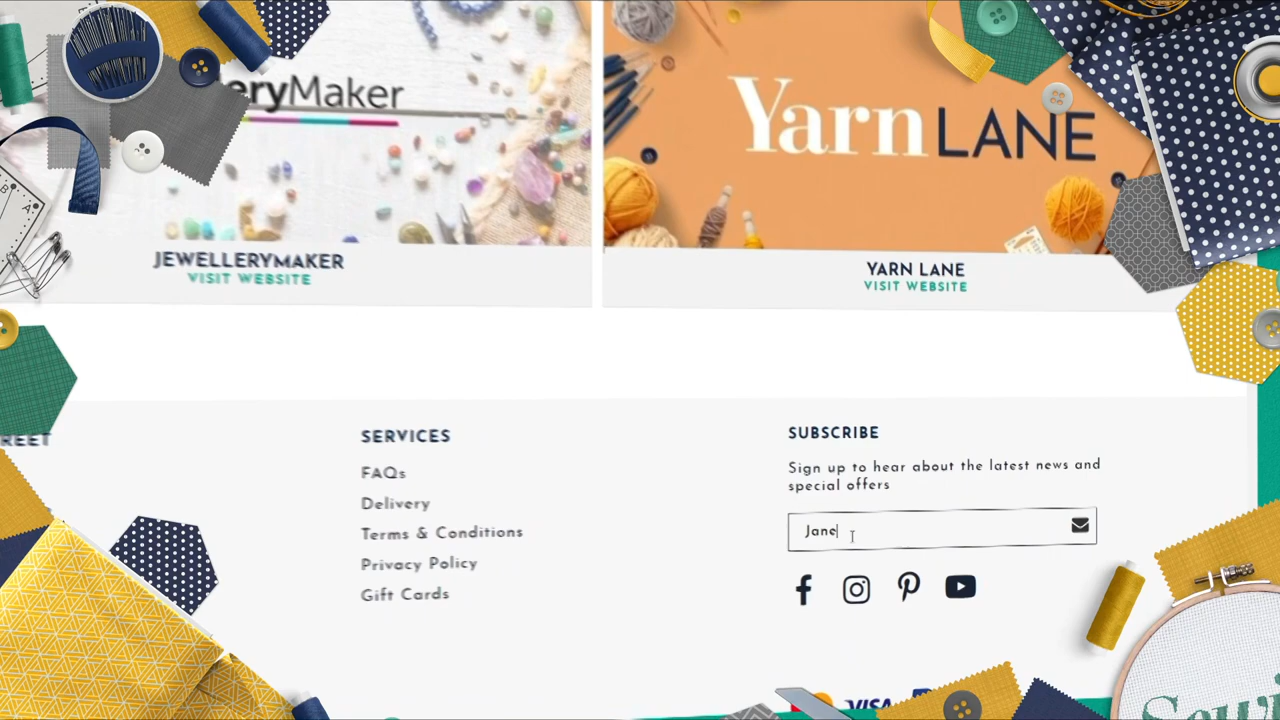 eryMaker
Yarn LANE
JEWELLERYMAKER
VISIT WEBSITE
YARN LANE
VISIT WEBSITE
REET
SERVICES
FAQs
Delivery
Terms & Conditions
Privacy Policy
Gift Cards
SUBSCRIBE
Sign up to hear about the latest news and
special offers
Jane
VISA